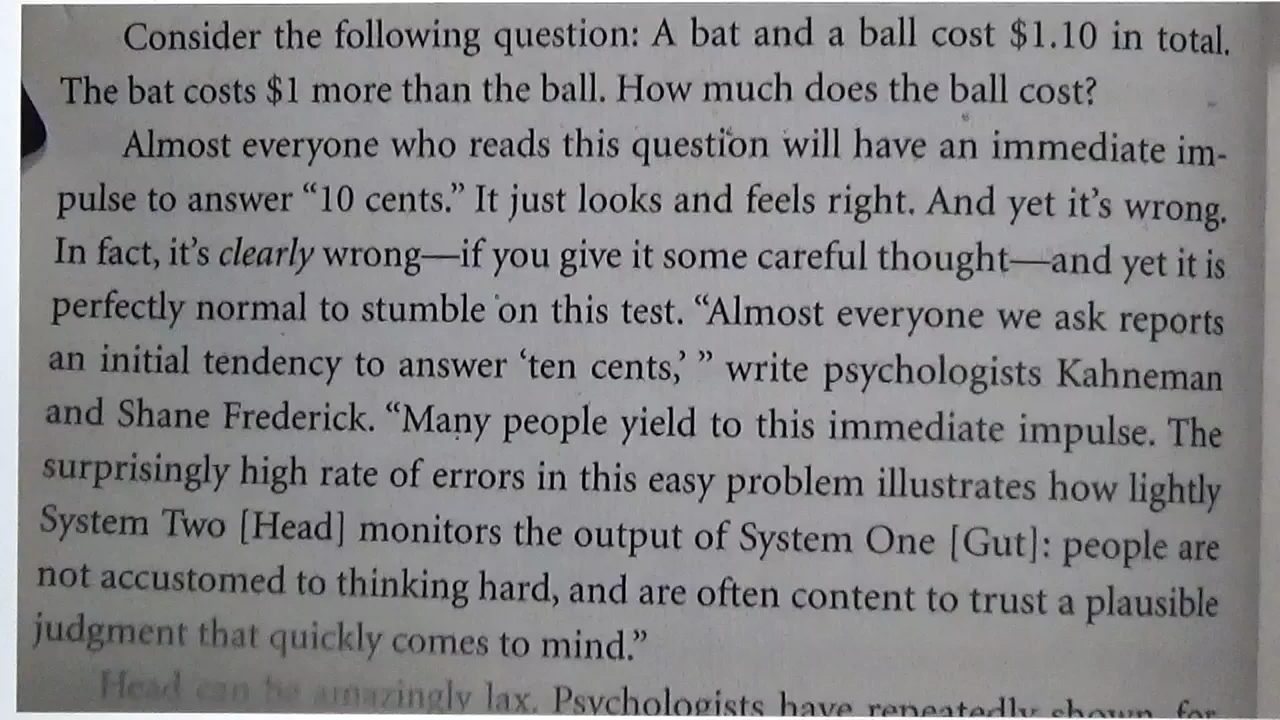 Consider the following question: A bat and a ball cost $1.10 in total.
The bat costs $1 more than the ball. How much does the ball cost?
Almost everyone who reads this question will have an immediate im-
pulse to answer “10 cents.” It just looks and feels right. And yet it’s wrong.
In fact, it’s clearly wrong—if you give it some careful thought—and yet it is
perfectly normal to stumble on this test. “Almost everyone we ask reports
an initial tendency to answer ‘ten cents,’ ” write psychologists Kahneman
and Shane Frederick. “Many people yield to this immediate impulse. The
surprisingly high rate of errors in this easy problem illustrates how lightly
System Two [Head] monitors the output of System One [Gut]: people are
not accustomed to thinking hard, and are often content to trust a plausible
judgment that quickly comes to mind.”
Head can be amazingly lax. Psychologists have repeatedly shown, for